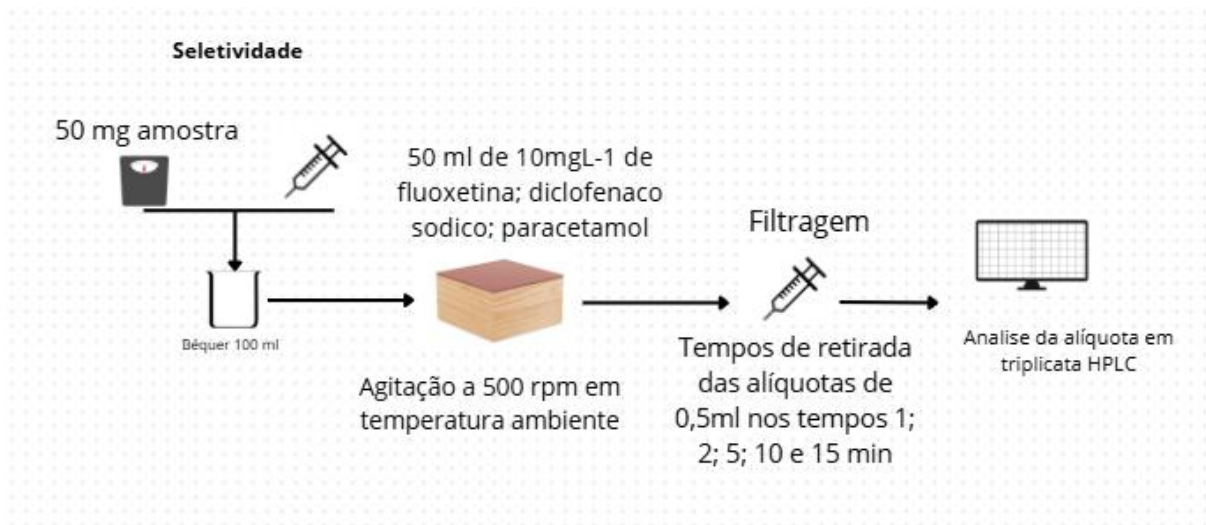 Seletividade
50 mg amostra
Béquer 100 ml
50 ml de 10mgL-1 de
fluoxetina; diclofenaco
sodico; paracetamol
Agitação a 500 rpm em
temperatura ambiente
Filtragem
Tempos de retirada
das alíquotas de
0,5ml nos tempos 1;
2; 5; 10 e 15 min
Analise da alíquota em
triplicata HPLC